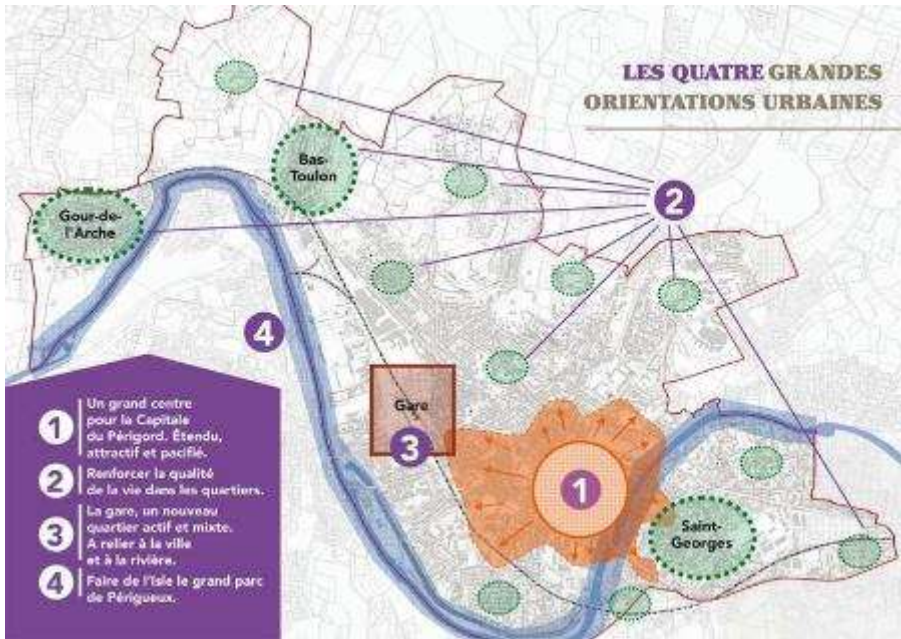 LES QUATRE GRANDES
ORIENTATIONS URBAINES
Bas-
Toulon
Gour-de-
l'Arche
2
4
Gare
3
1
Saint-
Georges
1
Un grand centre
pour la Capitale
du Périgord. Étendu,
attractif et pacifié.
2
Renforcer la qualité
de la vie dans les quartiers.
3
La gare, un nouveau
quartier actif et mixte.
A relier à la ville
et à la rivière.
4
Faire de l'Isle le grand parc
de Périgueux.